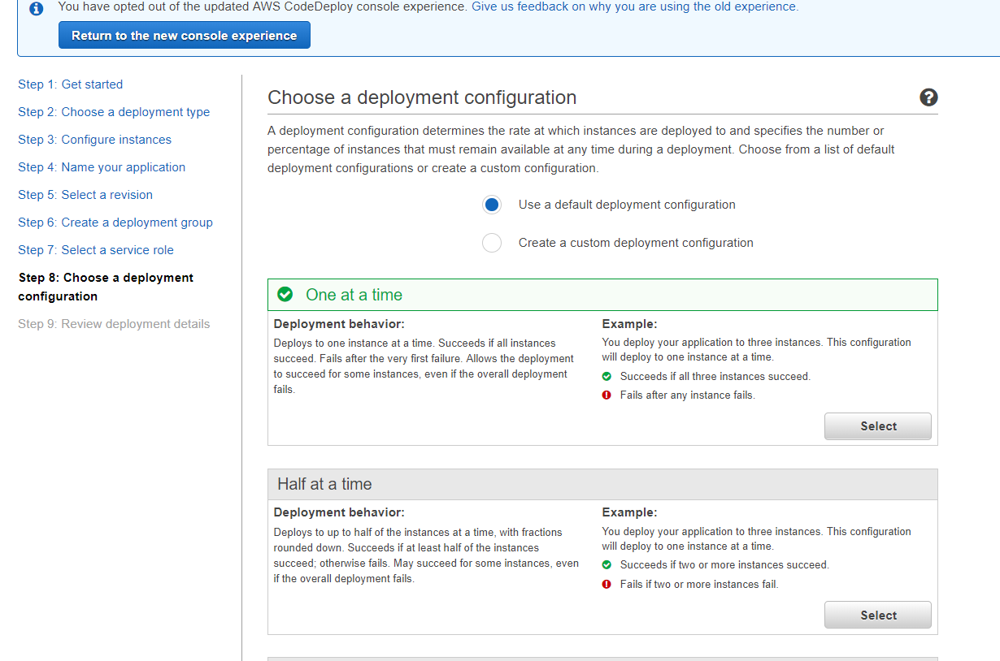 You have opted out of the updated AWS CodeDeploy console experience. Give us feedback on why you are using the old experience.
Return to the new console experience
Step 1: Get started
Step 2: Choose a deployment type
Step 3: Configure instances
Step 4: Name your application
Step 5: Select a revision
Step 6: Create a deployment group
Step 7: Select a service role
Step 8: Choose a deployment
configuration
Step 9: Review deployment details
Choose a deployment configuration
A deployment configuration determines the rate at which instances are deployed to and specifies the number or
percentage of instances that must remain available at any time during a deployment. Choose from a list of default
deployment configurations or create a custom configuration.
Use a default deployment configuration
Create a custom deployment configuration
One at a time
Deployment behavior:
Deploys to one instance at a time. Succeeds if all instances
succeed. Fails after the very first failure. Allows the deployment
to succeed for some instances, even if the overall deployment
fails.
Example:
You deploy your application to three instances. This configuration
will deploy to one instance at a time.
Succeeds if all three instances succeed.
Fails after any instance fails.
Select
Half at a time
Deployment behavior:
Deploys to up to half of the instances at a time, with fractions
rounded down. Succeeds if at least half of the instances
succeed; otherwise fails. May succeed for some instances, even
if the overall deployment fails.
Example:
You deploy your application to three instances. This configuration
will deploy to one instance at a time.
Succeeds if two or more instances succeed.
Fails if two or more instances fail.
Select